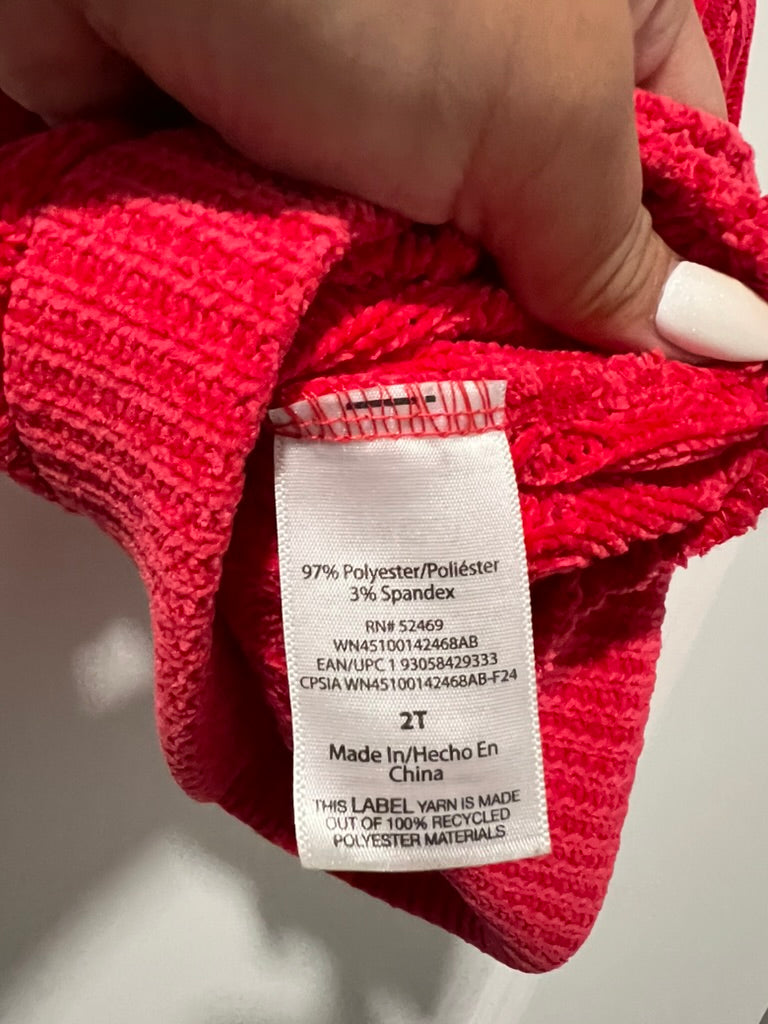 97% Polyester/Poliéster
3% Spandex
RN# 52469
WN45100142468AB
EAN/UPC 1 93058429333
CPSIA WN45100142468AB-F24
2T
Made In/Hecho En
China
THIS LABEL YARN IS MADE
OUT OF 100% RECYCLED
POLYESTER MATERIALS